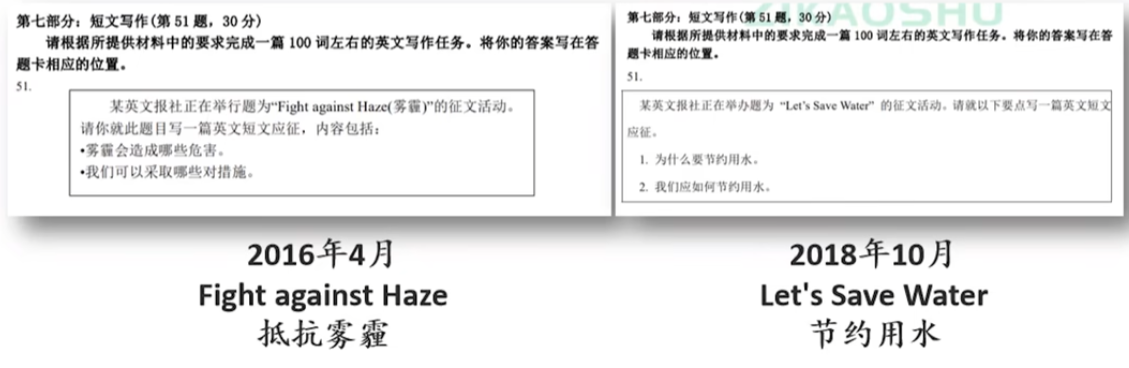 第七部分：短文写作(第 51 题，30 分)
请根据所提供材料中的要求完成一篇 100 词左右的英文写作任务。将你的答案写在答
题卡相应的位置。
51.
某英文报社正在举行题为“Fight against Haze(雾霾)”的征文活动。
请你就此题目写一篇英文短文应征，内容包括：
•雾霾会造成哪些危害。
•我们可以采取哪些对措施。
2016年4月
Fight against Haze
抵抗雾霾
ZIKAOSHU
第七部分：短文写作(第 51 题，30 分)
请根据所提供材料中的要求完成一篇 100 词左右的英文写作任务。将你的答案写在答
题卡相应的位置。
51.
某英文报社正在举办题为 “Let's Save Water” 的征文活动。请就以下要点写一篇英文短文
应征。
1. 为什么要节约用水。
2. 我们应如何节约用水。
2018年10月
Let's Save Water
节约用水